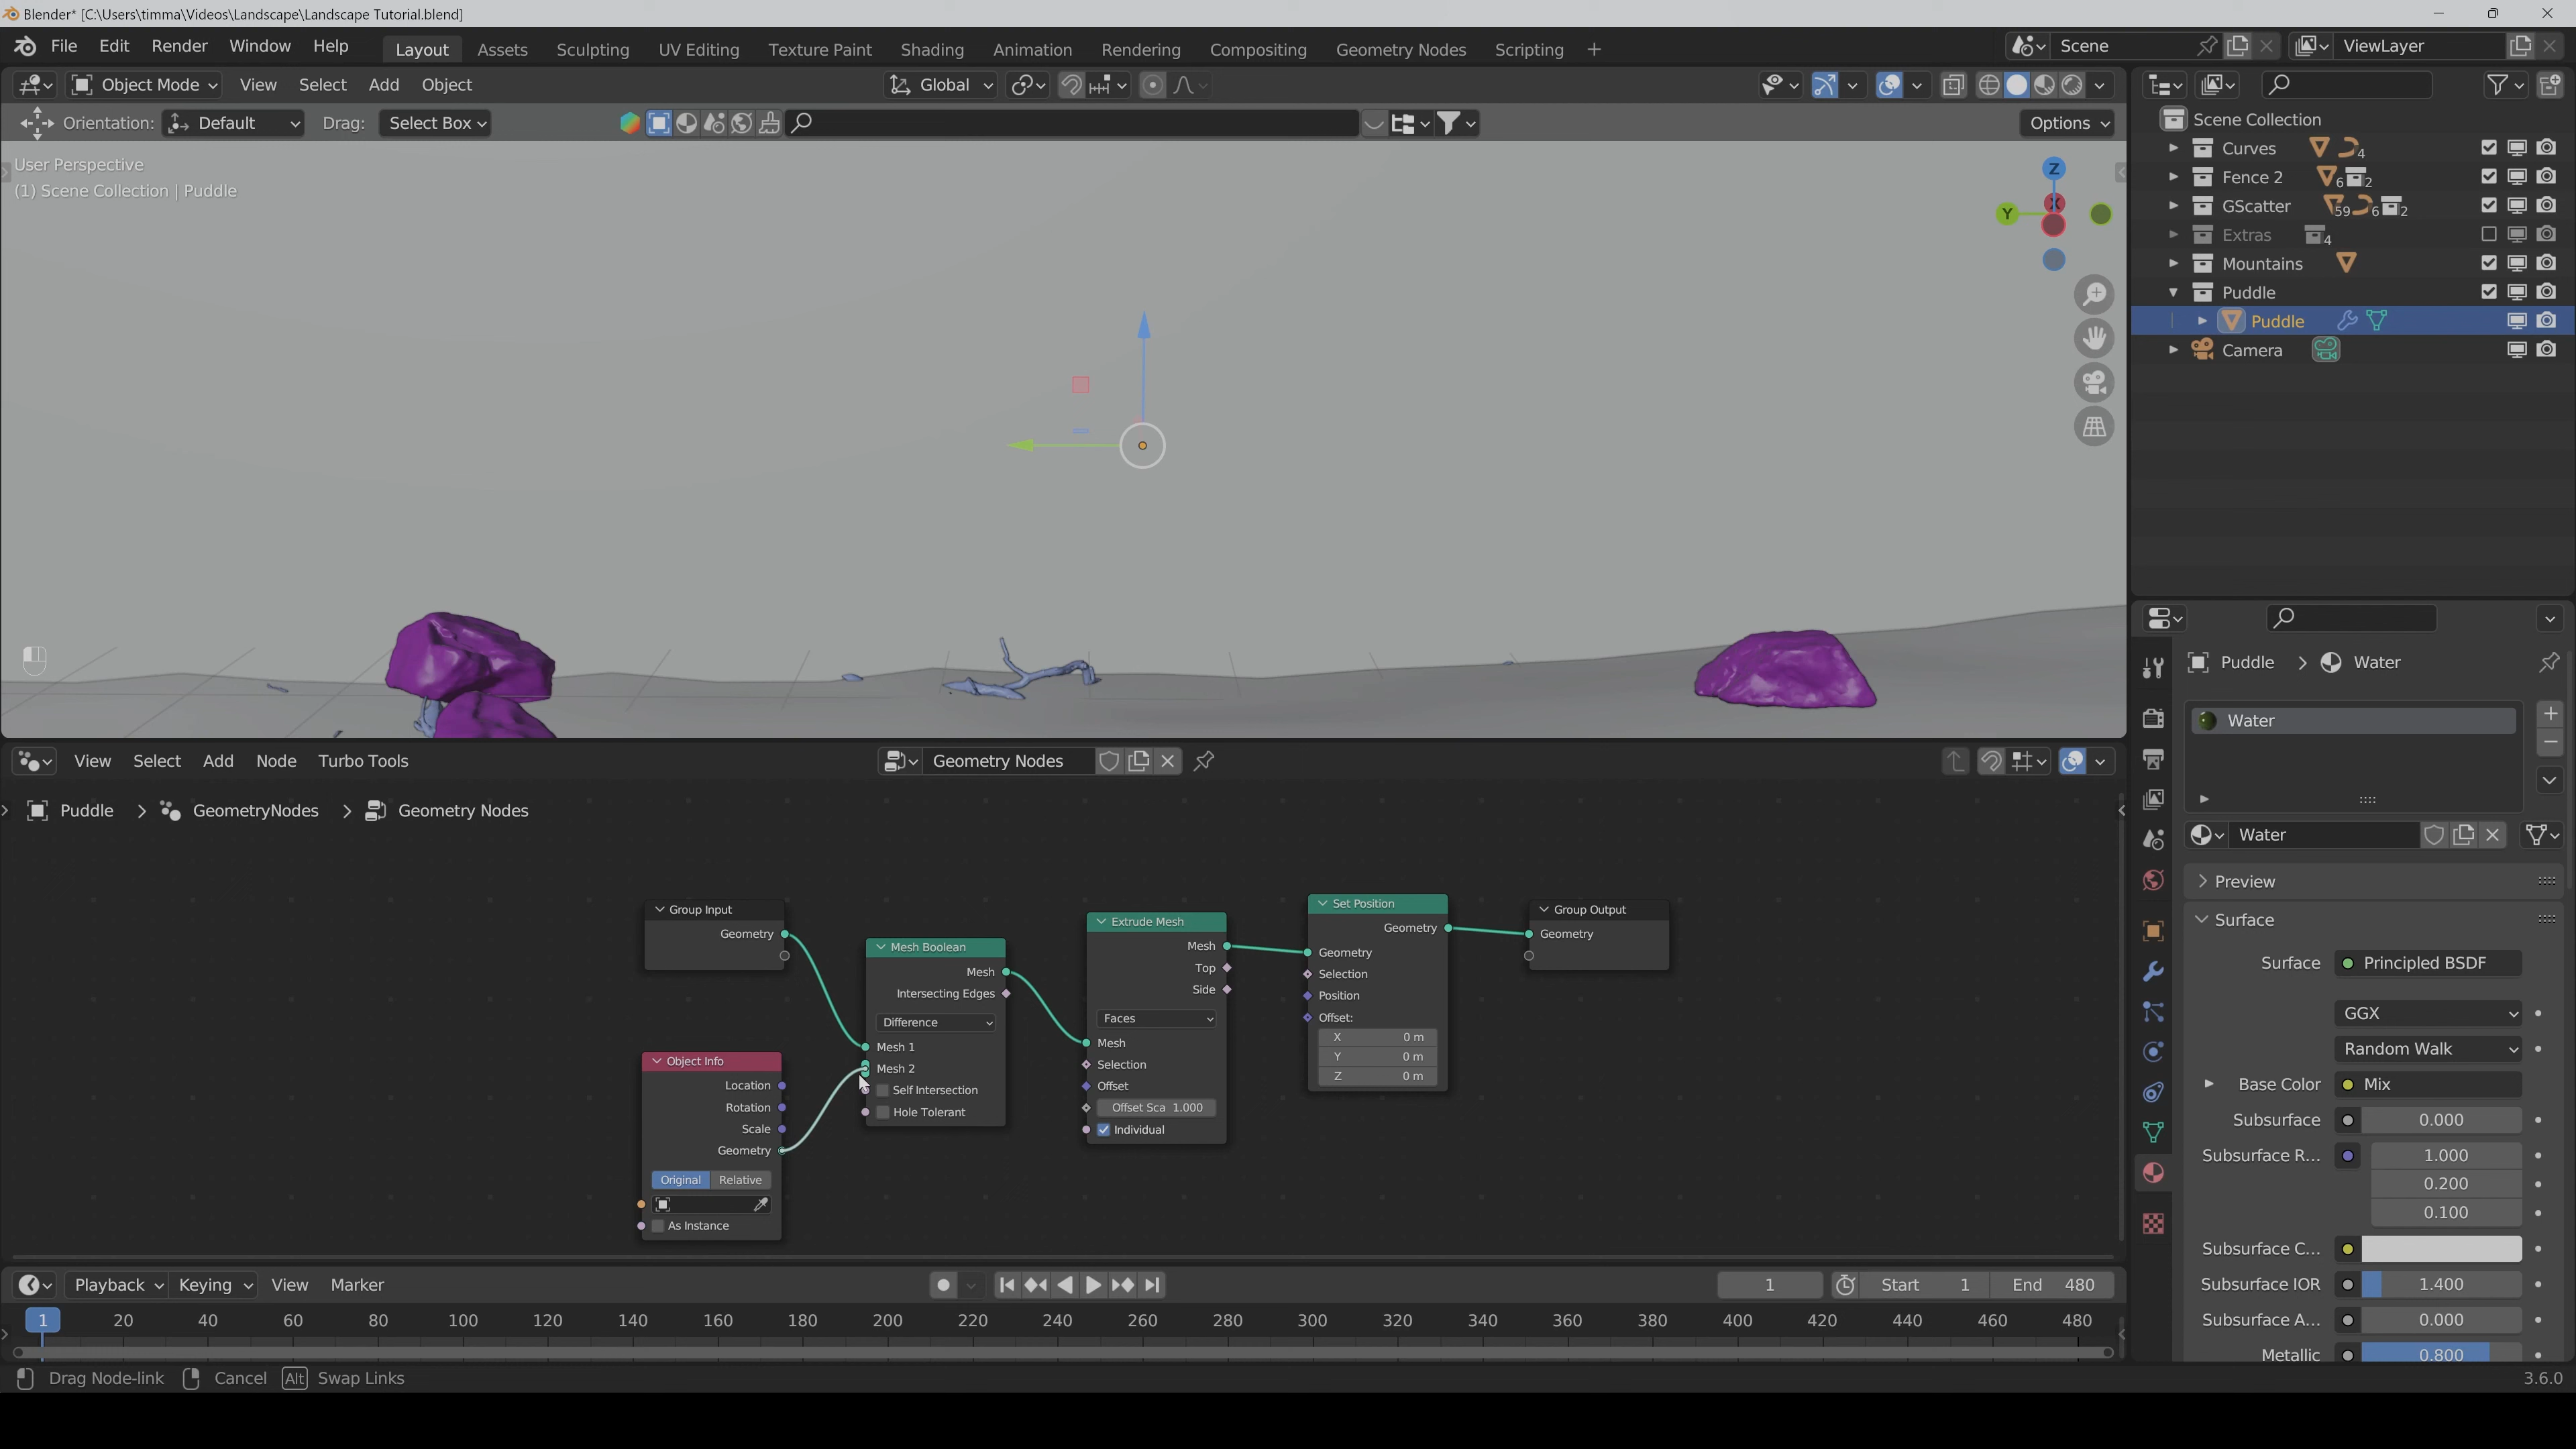 Blender* [C:\Users\timma\Videos\Landscape\Landscape Tutorial.blend]
File Edit Render Window Help Layout Assets Sculpting UV Editing Texture Paint Shading Animation Rendering Compositing Geometry Nodes Scripting + Scene ViewLayer
Object Mode View Select Add Object Global
Orientation: Default Drag: Select Box Options
User Perspective
(1) Scene Collection | Puddle
Z
Y
X
Scene Collection
Curves 4
Fence 2 6 2
GScatter 59 6 2
Extras 4
Mountains
Puddle
Puddle
Camera
Puddle > Water
Water
Water
Preview
Surface
Surface Principled BSDF
GGX
Random Walk
Base Color Mix
Subsurface 0.000
Subsurface R... 1.000
0.200
0.100
Subsurface C...
Subsurface IOR 1.400
Subsurface A... 0.000
Metallic 0.800
View Select Add Node Turbo Tools Geometry Nodes
Puddle > GeometryNodes > Geometry Nodes
Group Input
Geometry
Object Info
Location
Rotation
Scale
Geometry
Original Relative
As Instance
Mesh Boolean
Mesh
Intersecting Edges
Difference
Mesh 1
Mesh 2
Self Intersection
Hole Tolerant
Extrude Mesh
Mesh
Top
Side
Faces
Mesh
Selection
Offset
Offset Sca 1.000
Individual
Set Position
Geometry
Geometry
Selection
Position
Offset:
X 0 m
Y 0 m
Z 0 m
Group Output
Geometry
Playback Keying View Marker 1 Start 1 End 480
1 20 40 60 80 100 120 140 160 180 200 220 240 260 280 300 320 340 360 380 400 420 440 460 480
Drag Node-link Cancel Alt Swap Links 3.6.0